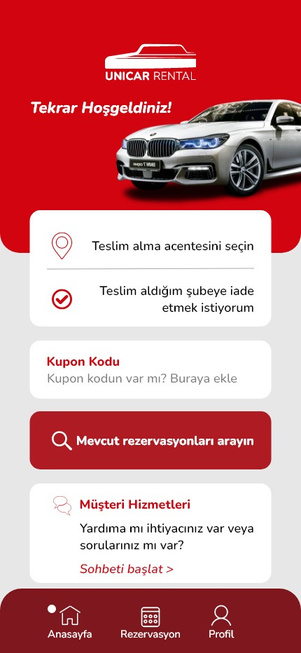 UNICAR RENTAL
Tekrar Hoşgeldiniz!
Teslim alma acentesini seçin
Teslim aldığım şubeye iade
etmek istiyorum
Kupon Kodu
Kupon kodun var mı? Buraya ekle
Mevcut rezervasyonları arayın
Müşteri Hizmetleri
Yardıma mı ihtiyacınız var veya
sorularınız mı var?
Sohbeti başlat >
Anasayfa
Rezervasyon
Profil